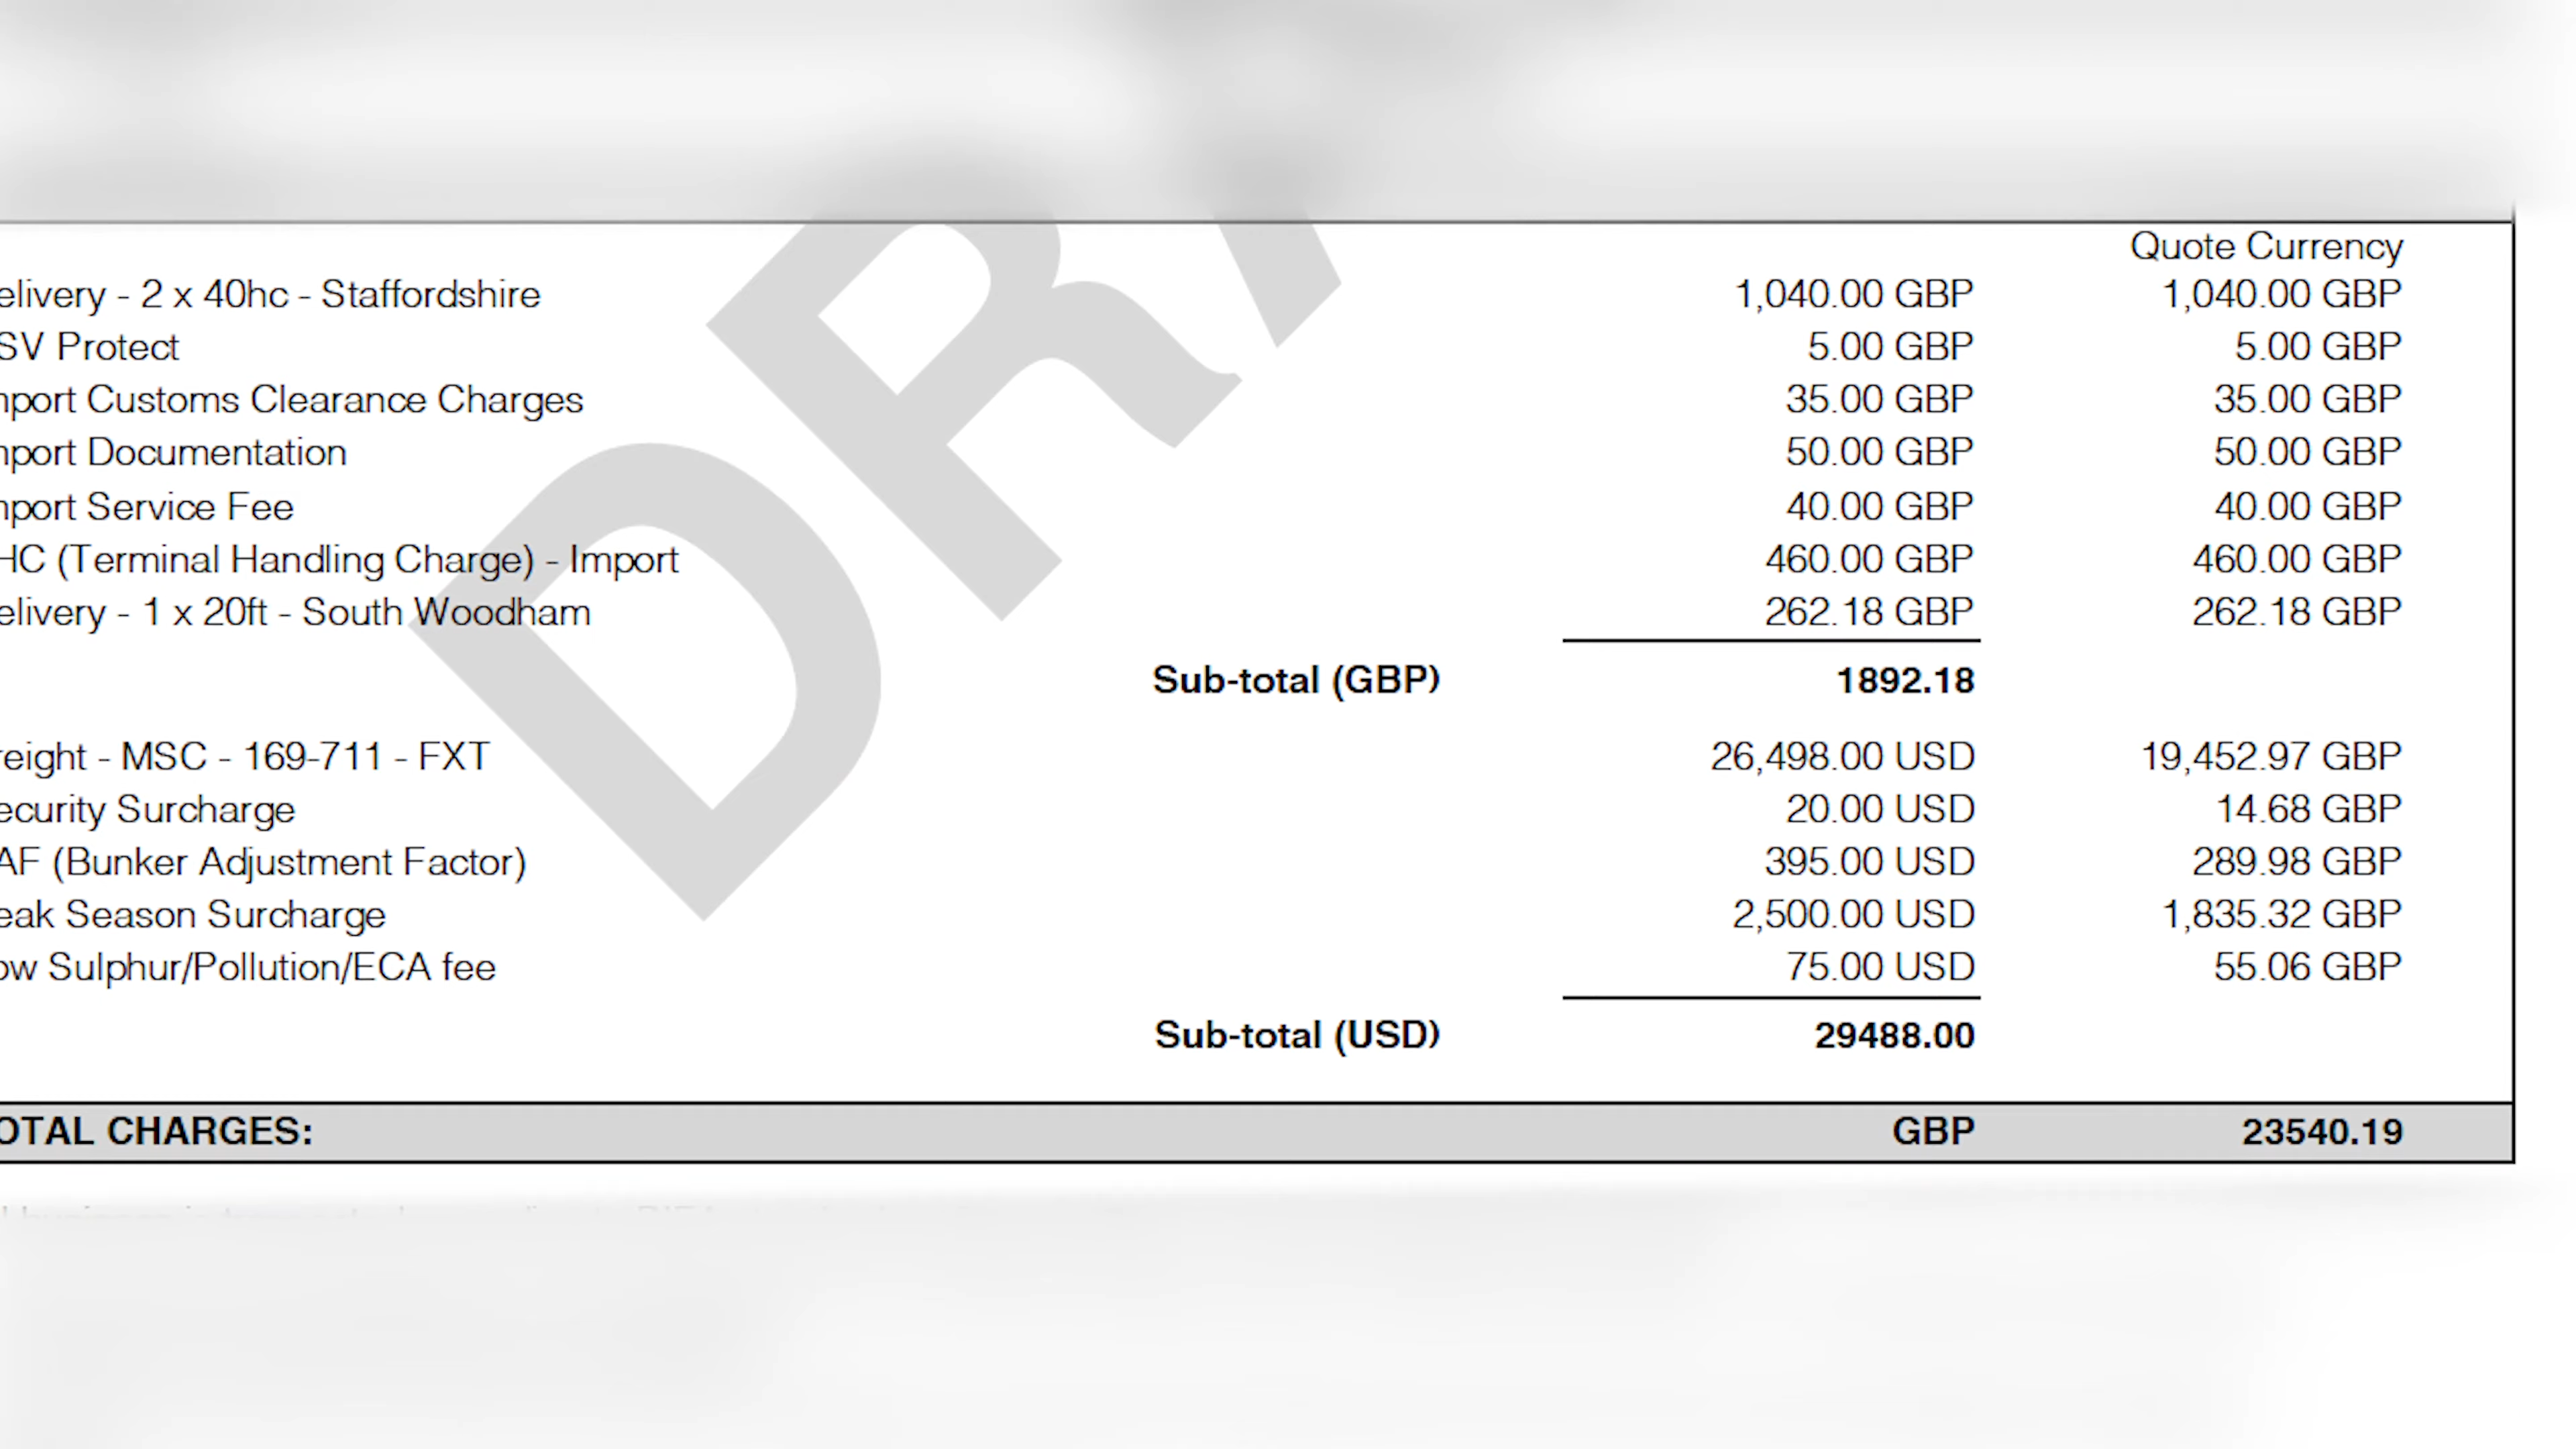 Quote Currency
elivery - 2 x 40hc - Staffordshire 1,040.00 GBP 1,040.00 GBP
SV Protect 5.00 GBP 5.00 GBP
nport Customs Clearance Charges 35.00 GBP 35.00 GBP
nport Documentation 50.00 GBP 50.00 GBP
nport Service Fee 40.00 GBP 40.00 GBP
HC (Terminal Handling Charge) - Import 460.00 GBP 460.00 GBP
elivery - 1 x 20ft - South Woodham 262.18 GBP 262.18 GBP
Sub-total (GBP) 1892.18
reight - MSC - 169-711 - FXT 26,498.00 USD 19,452.97 GBP
ecurity Surcharge 20.00 USD 14.68 GBP
AF (Bunker Adjustment Factor) 395.00 USD 289.98 GBP
eak Season Surcharge 2,500.00 USD 1,835.32 GBP
ow Sulphur/Pollution/ECA fee 75.00 USD 55.06 GBP
Sub-total (USD) 29488.00
OTAL CHARGES: GBP 23540.19
DRA